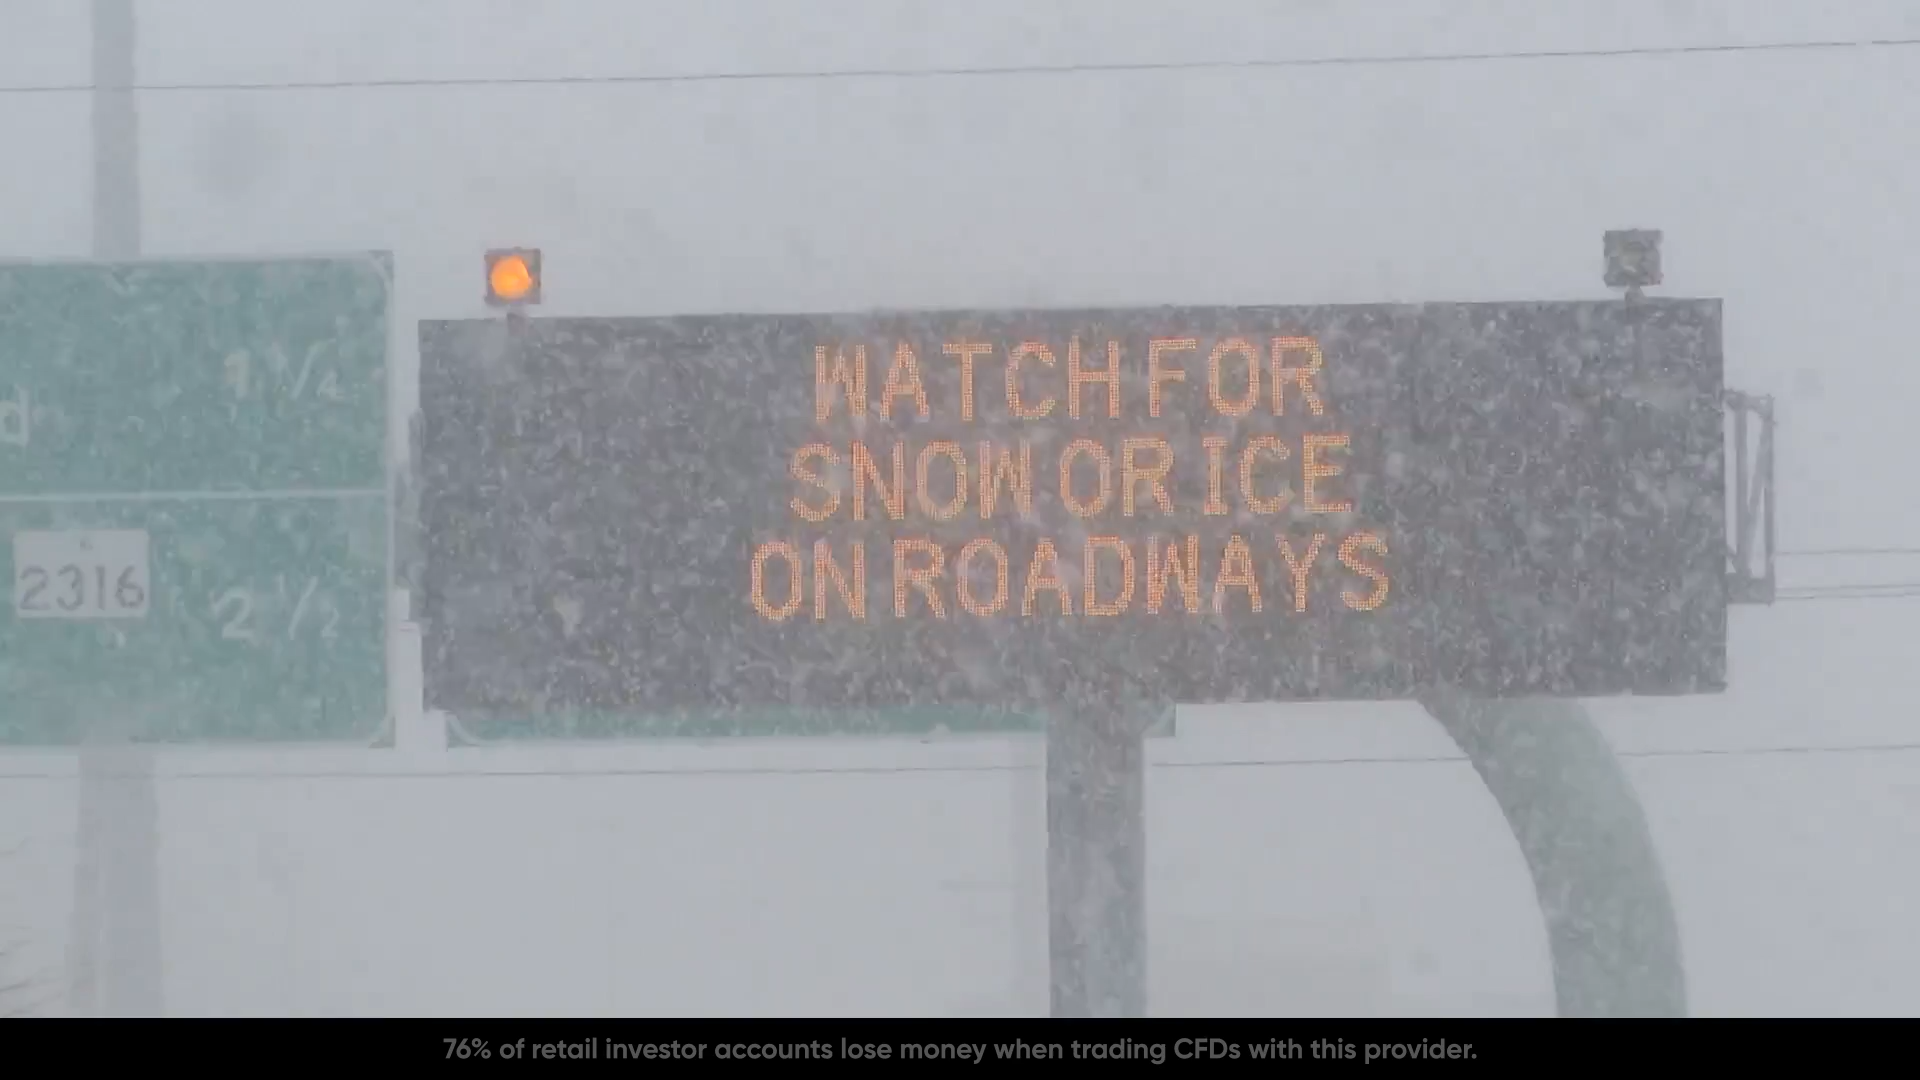 d 1 1/4
2316 2 1/2
WATCH FOR
SNOW OR ICE
ON ROADWAYS
76% of retail investor accounts lose money when trading CFDs with this provider.